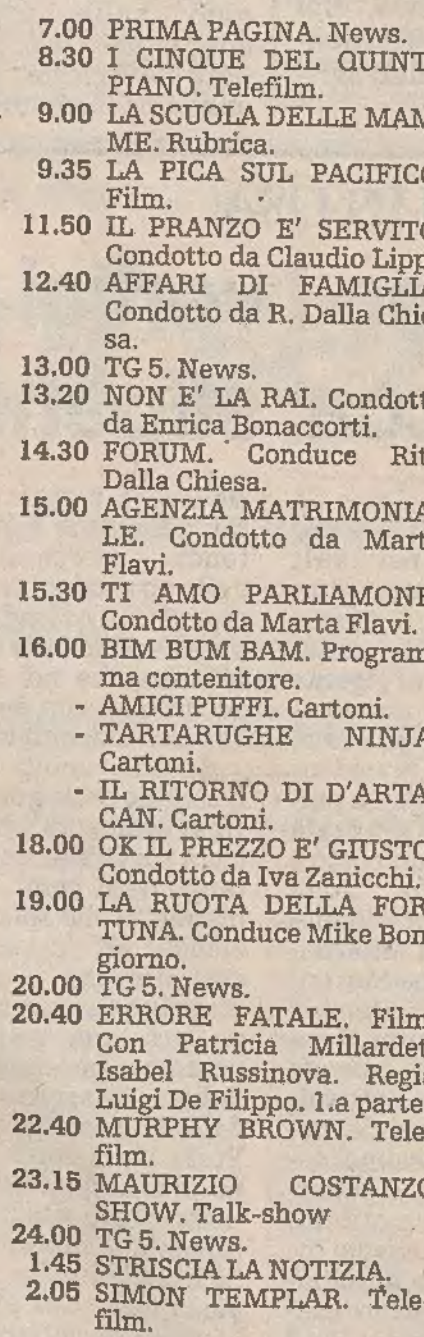 7.00 PRIMA PAGINA. News.
8.30 I CINQUE DEL QUINT
PIANO. Telefilm.
9.00 LA SCUOLA DELLE MAM
ME. Rubrica.
9.35 LA PICA SUL PACIFICO
Film.
11.50 IL PRANZO E' SERVITO
Condotto da Claudio Lipp
12.40 AFFARI DI FAMIGLIA
Condotto da R. Dalla Chie
sa.
13.00 TG 5. News.
13.20 NON E' LA RAI. Condott
da Enrica Bonaccorti.
14.30 FORUM. Conduce Rit
Dalla Chiesa.
15.00 AGENZIA MATRIMONIA
LE. Condotto da Mart
Flavi.
15.30 TI AMO PARLIAMONE
Condotto da Marta Flavi.
16.00 BIM BUM BAM. Program
ma contenitore.
- AMICI PUFFI. Cartoni.
- TARTARUGHE NINJA
Cartoni.
- IL RITORNO DI D'ARTA
CAN. Cartoni.
18.00 OK IL PREZZO E' GIUSTO
Condotto da Iva Zanicchi.
19.00 LA RUOTA DELLA FOR
TUNA. Conduce Mike Bon
giorno.
20.00 TG 5. News.
20.40 ERRORE FATALE. Film
Con Patricia Millardet
Isabel Russinova. Regi
Luigi De Filippo. 1.a parte
22.40 MURPHY BROWN. Tele
film.
23.15 MAURIZIO COSTANZO
SHOW. Talk-show
24.00 TG 5. News.
1.45 STRISCIA LA NOTIZIA.
2.05 SIMON TEMPLAR. Tele-
film.